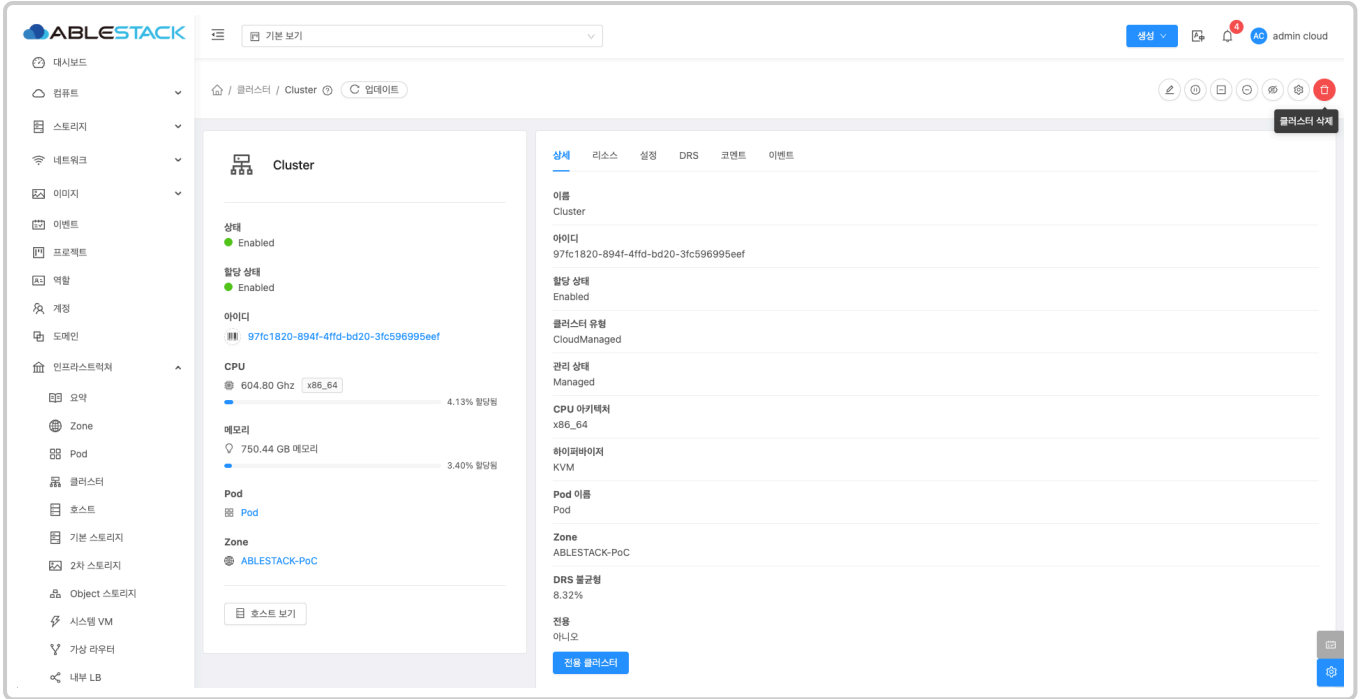 ABLESTACK
기본 보기
생성
4
AC
admin cloud
대시보드
컴퓨트
스토리지
네트워크
이미지
이벤트
프로젝트
역할
계정
도메인
인프라스트럭쳐
요약
Zone
Pod
클러스터
호스트
기본 스토리지
2차 스토리지
Object 스토리지
시스템 VM
가상 라우터
내부 LB
/ 클러스터 / Cluster
업데이트
클러스터 삭제
Cluster
상태
Enabled
할당 상태
Enabled
아이디
97fc1820-894f-4ffd-bd20-3fc596995eef
CPU
604.80 Ghz x86_64
4.13% 할당됨
메모리
750.44 GB 메모리
3.40% 할당됨
Pod
Pod
Zone
ABLESTACK-PoC
호스트 보기
상세 리소스 설정 DRS 코멘트 이벤트
이름
Cluster
아이디
97fc1820-894f-4ffd-bd20-3fc596995eef
할당 상태
Enabled
클러스터 유형
CloudManaged
관리 상태
Managed
CPU 아키텍처
x86_64
하이퍼바이저
KVM
Pod 이름
Pod
Zone
ABLESTACK-PoC
DRS 불균형
8.32%
전용
아니오
전용 클러스터